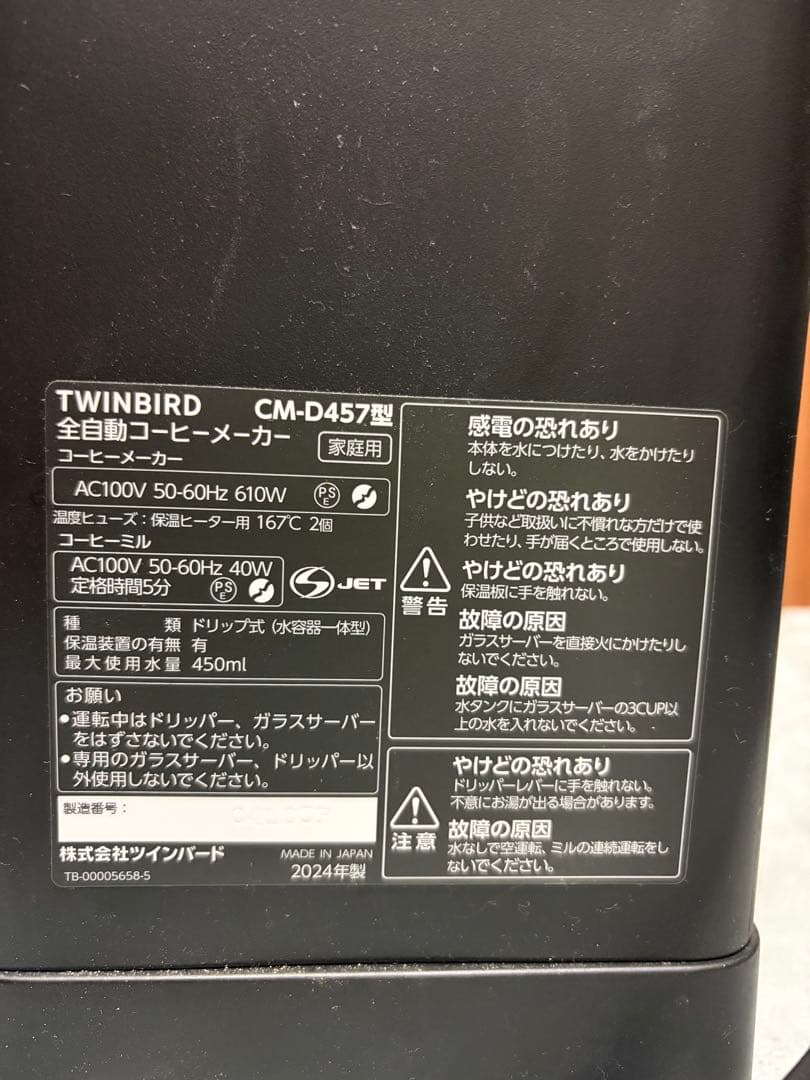 TWINBIRD CM-D457型
全自動コーヒーメーカー 家庭用
コーヒーメーカー
AC100V 50-60Hz 610W PSE
温度ヒューズ：保温ヒーター用 167℃ 2個
コーヒーミル
AC100V 50-60Hz 40W
定格時間5分 PSE
JET
種類 ドリップ式（水容器一体型）
保温装置の有無 有
最大使用水量 450ml
お願い
●運転中はドリッパー、ガラスサーバー
をはずさないでください。
●専用のガラスサーバー、ドリッパー以
外使用しないでください。
製造番号：
株式会社ツインバード MADE IN JAPAN
TB-00005658-5 2024年製
警告
感電の恐れあり
本体を水につけたり、水をかけたり
しない。
やけどの恐れあり
子供など取扱いに不慣れな方だけで使
わせたり、手が届くところで使用しない。
やけどの恐れあり
保温板に手を触れない。
故障の原因
ガラスサーバーを直接火にかけたりし
ないでください。
故障の原因
水タンクにガラスサーバーの3CUP以
上の水を入れないでください。
注意
やけどの恐れあり
ドリッパーレバーに手を触れない。
不意にお湯が出る場合があります。
故障の原因
水なしで空運転、ミルの連続運転をし
ないでください。